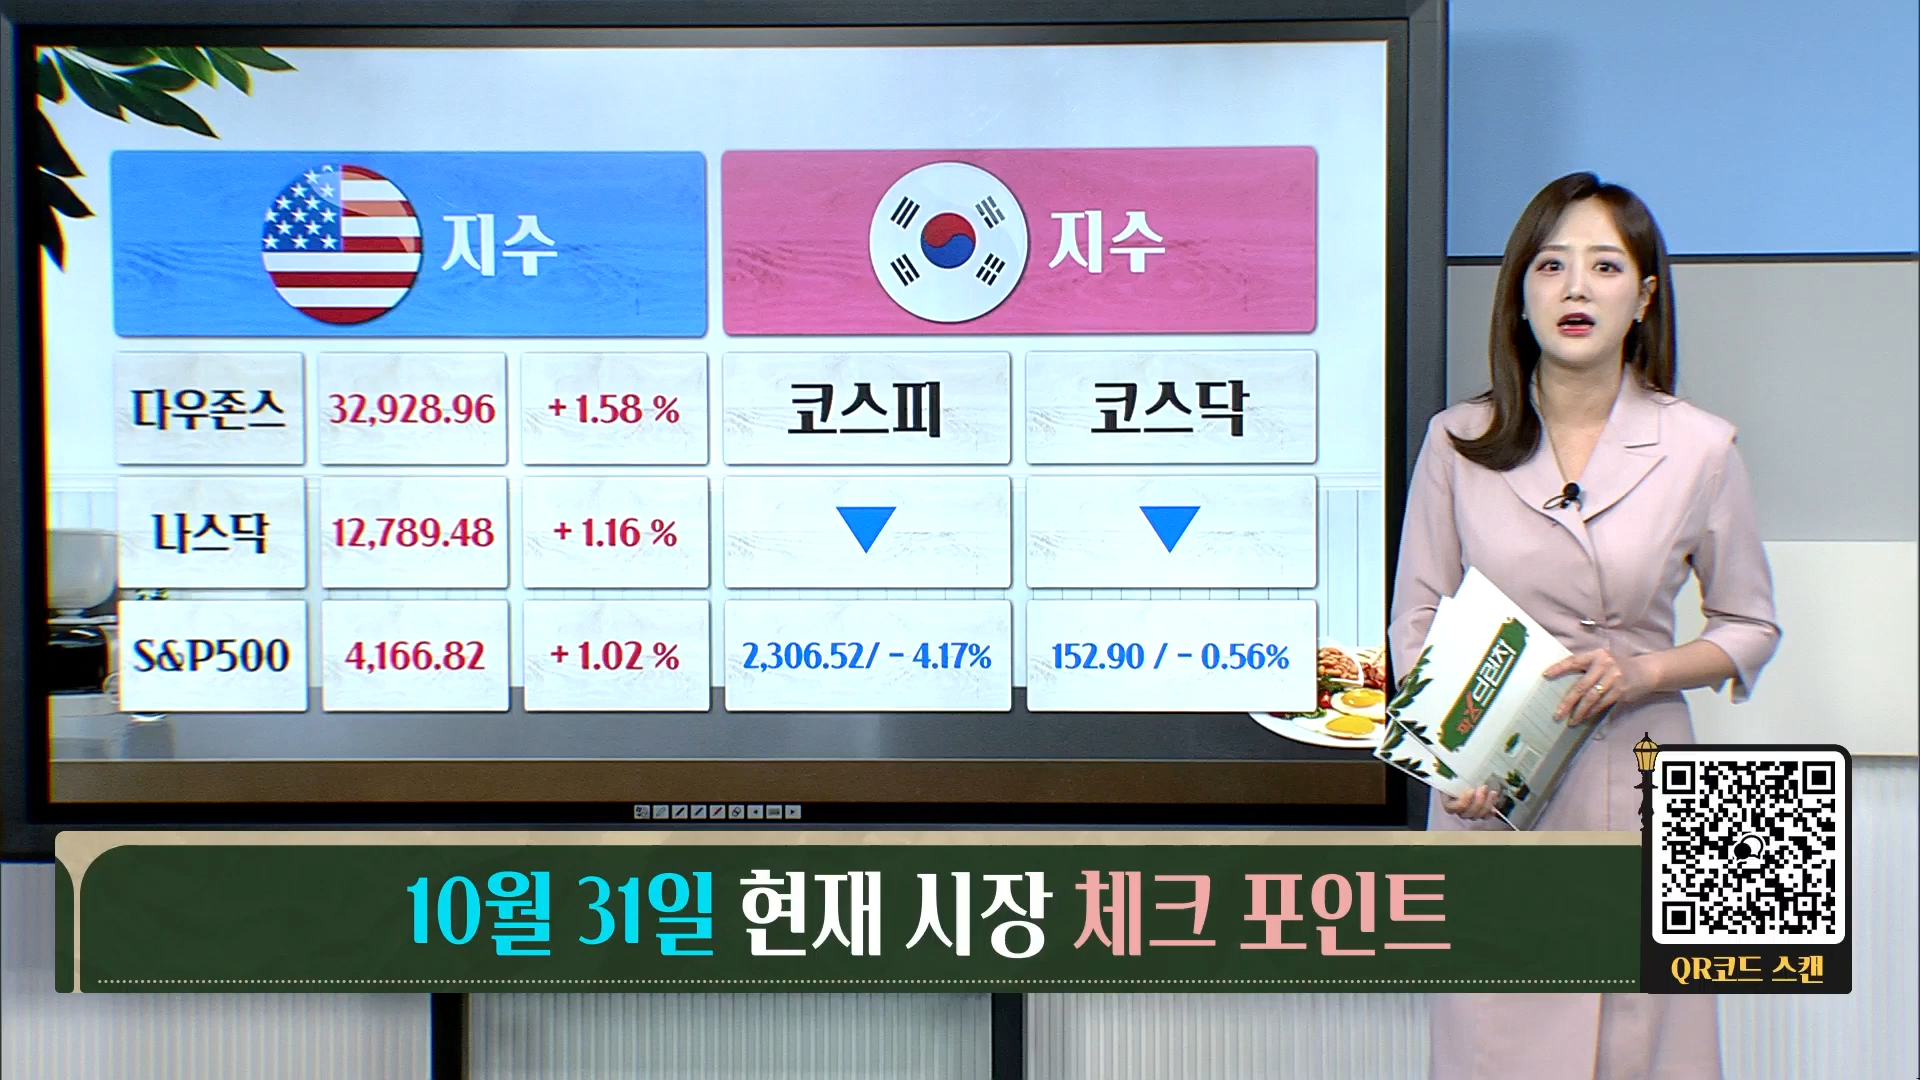 지수
지수
다우존스 32,928.96 +1.58 % 코스피 코스닥
나스닥 12,789.48 +1.16 %
S&P500 4,166.82 +1.02 % 2,306.52/ -4.17% 152.90 / -0.56%
브런치
10월 31일 현재 시장 체크 포인트
QR코드 스캔